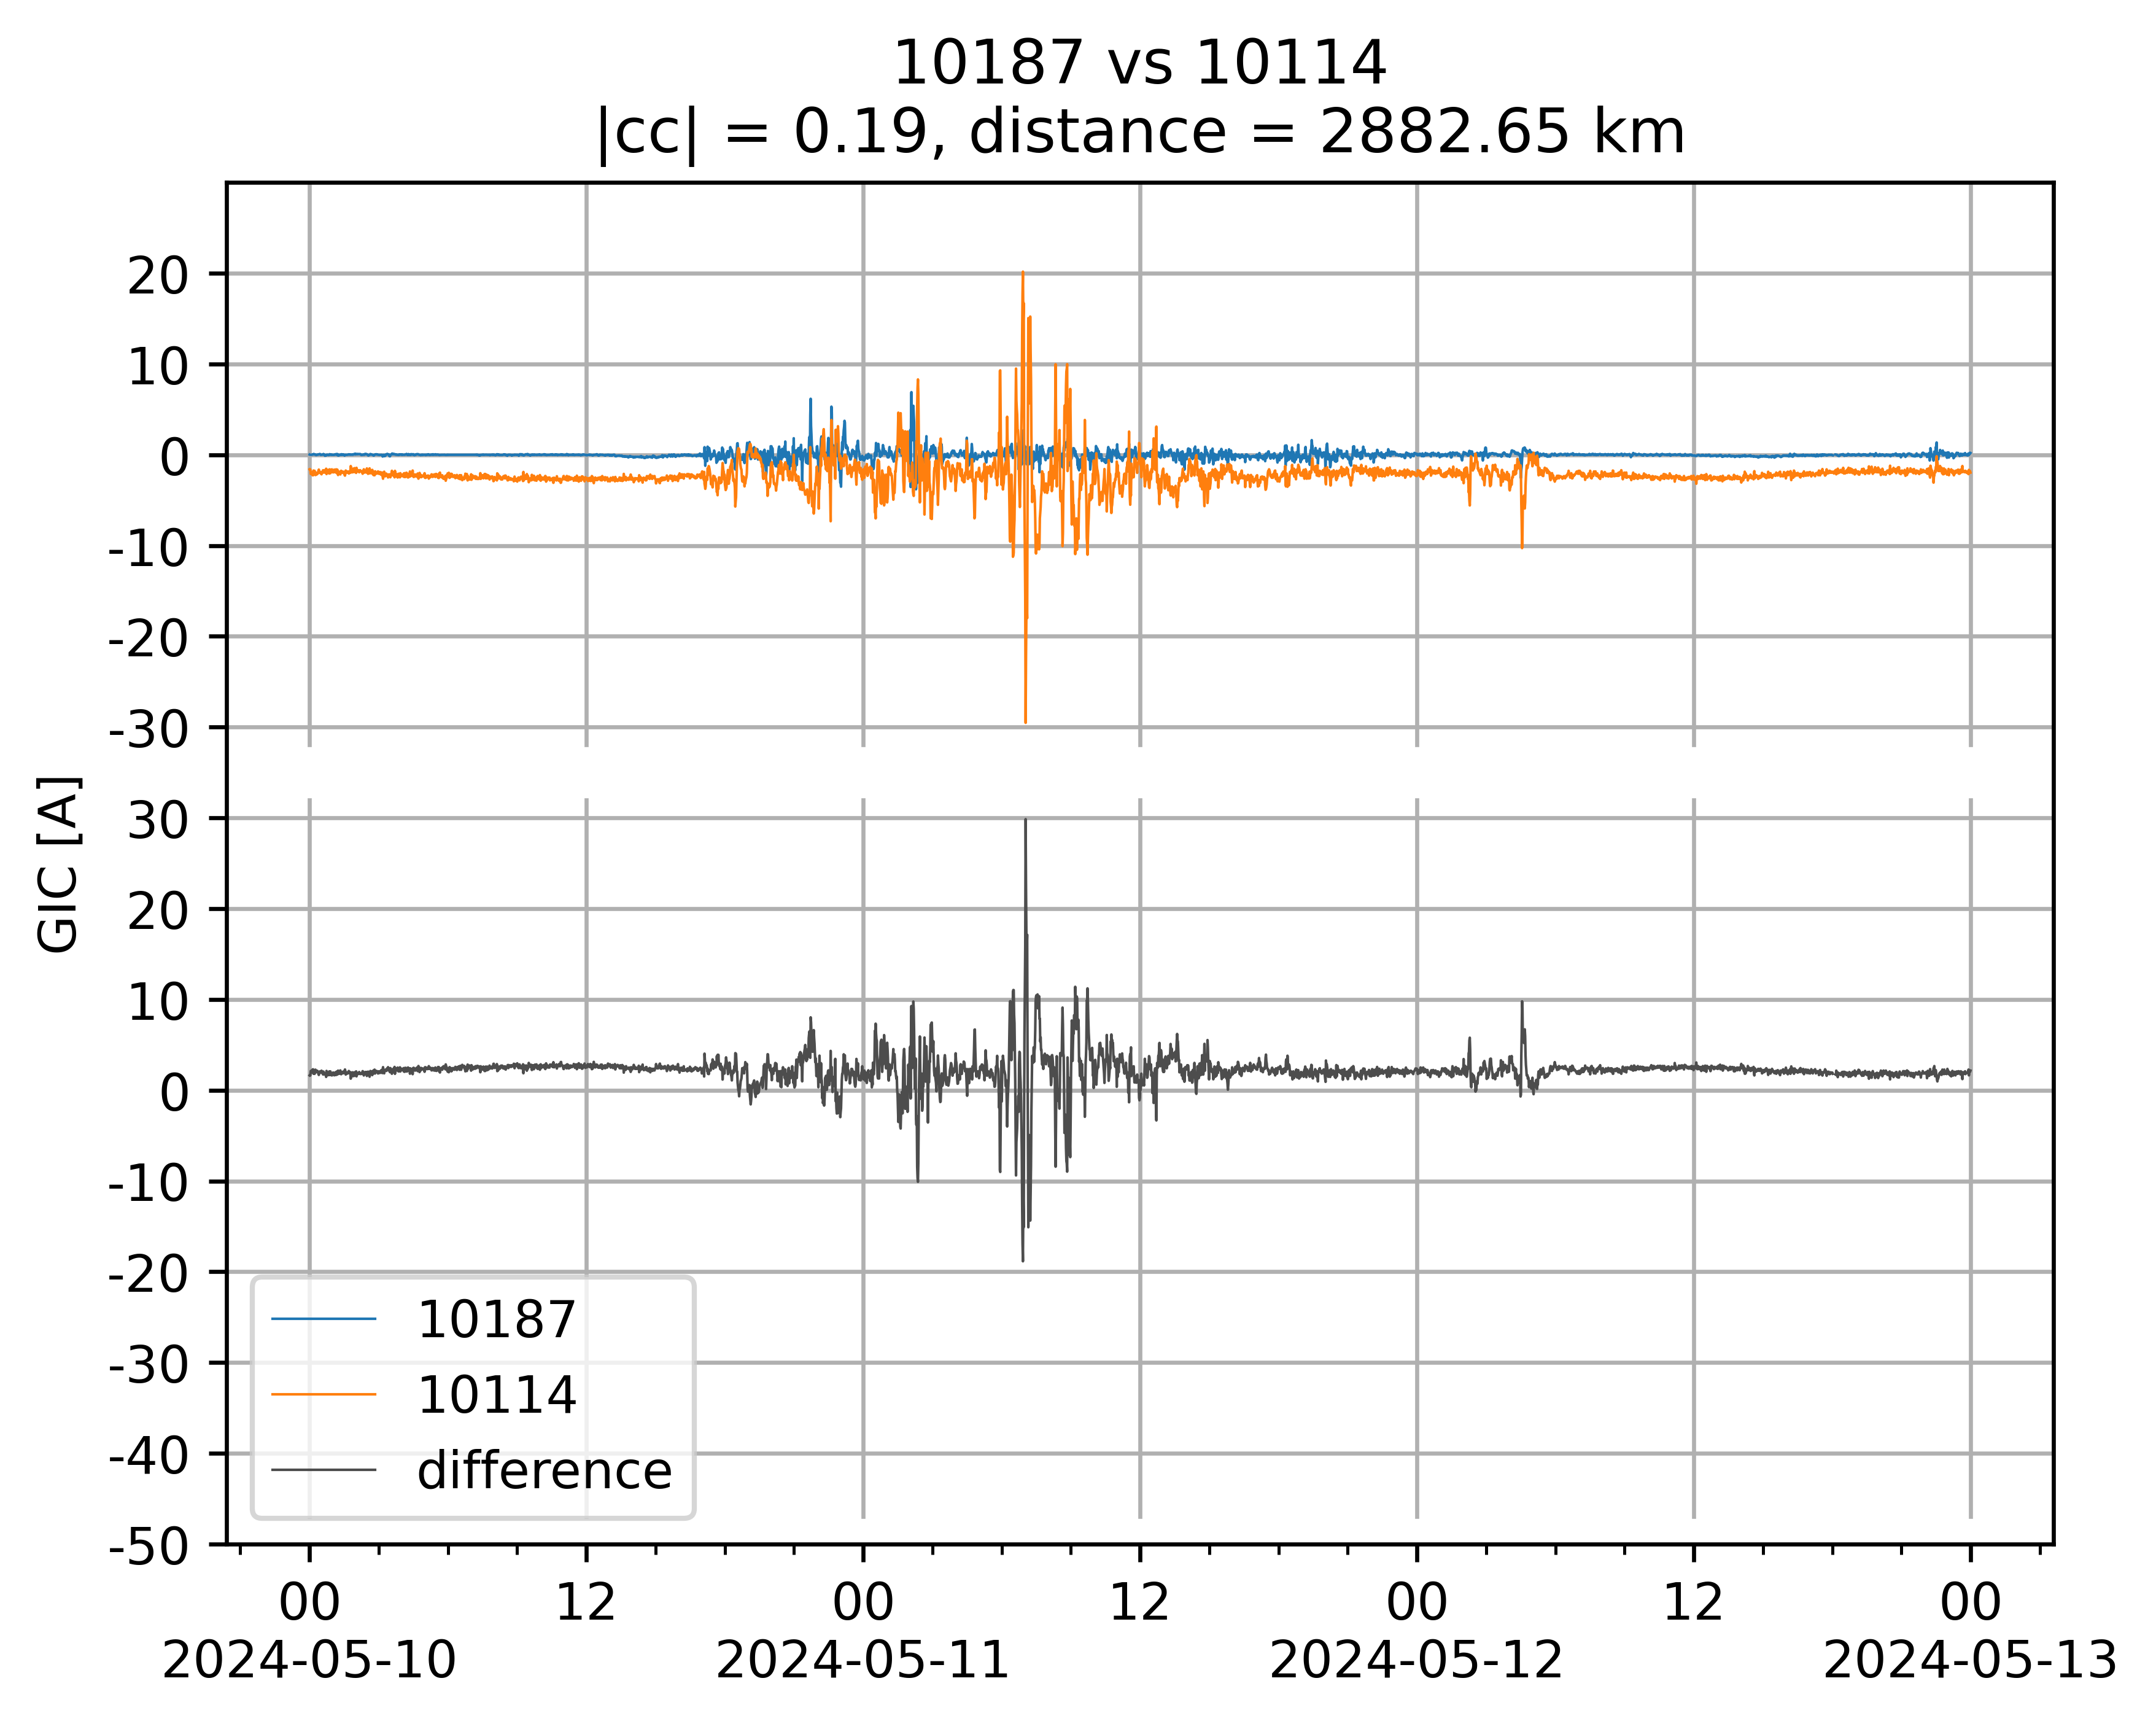 10187 vs 10114
|cc| = 0.19, distance = 2882.65 km
GIC [A]
20
10
0
-10
-20
-30
30
20
10
0
-10
-20
-30
-40
-50
10187
10114
difference
00 12 00 12 00 12 00
2024-05-10 2024-05-11 2024-05-12 2024-05-13